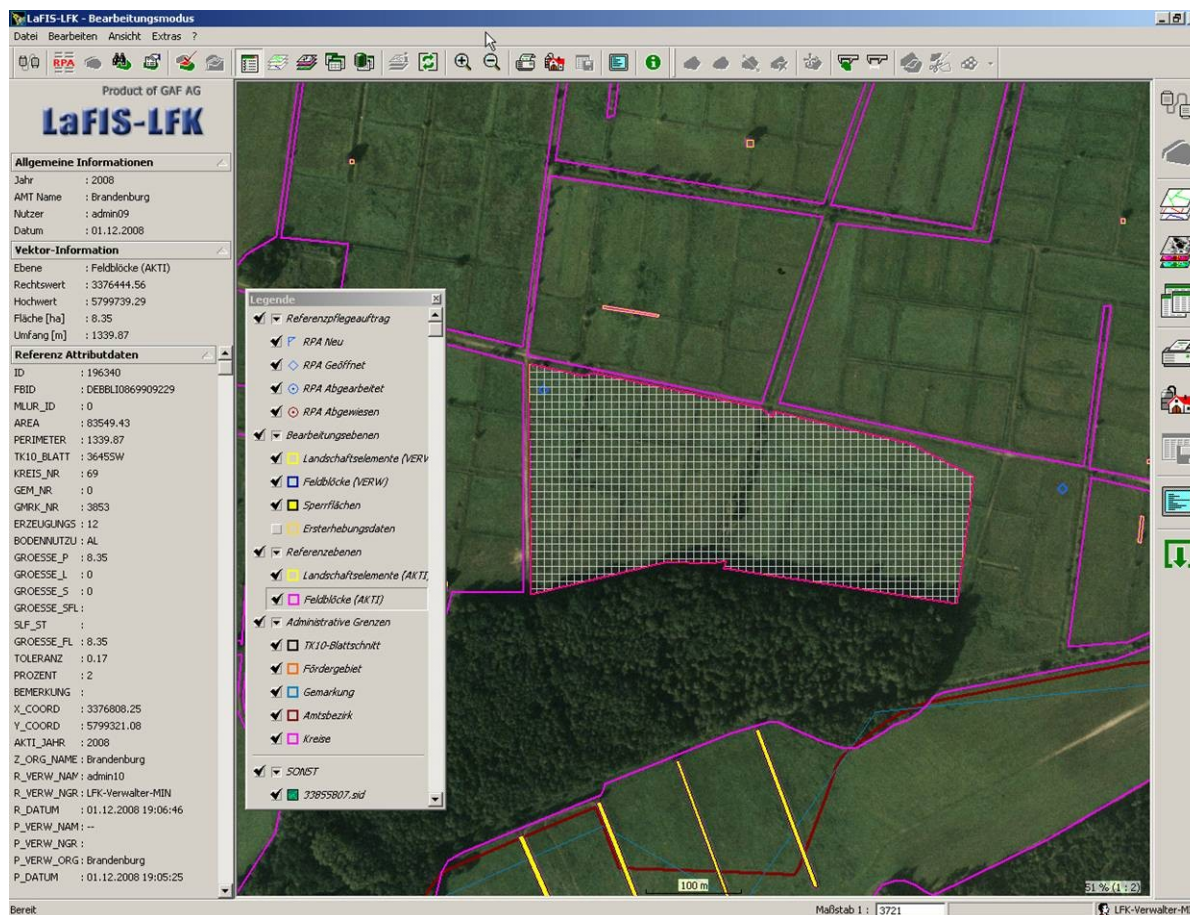 LaFIS-LFK - Bearbeitungsmodus
Datei Bearbeiten Ansicht Extras ?
RPA
Product of GAF AG
LaFIS-LFK
Allgemeine Informationen
Jahr : 2008
AMT Name : Brandenburg
Nutzer : admin09
Datum : 01.12.2008
Vektor-Information
Ebene : Feldblöcke (AKTI)
Rechtswert : 3376444.56
Hochwert : 5799739.29
Fläche [ha] : 8.35
Umfang [m] : 1339.87
Referenz Attributdaten
ID : 196340
FBID : DEBBLI0869909229
MLUR_ID : 0
AREA : 83549.43
PERIMETER : 1339.87
TK10_BLATT : 3645SW
KREIS_NR : 69
GEM_NR : 0
GMRK_NR : 3853
ERZEUGUNGS : 12
BODENNUTZU : AL
GROESSE_P : 8.35
GROESSE_L : 0
GROESSE_S : 0
GROESSE_SFL :
SLF_ST :
GROESSE_FL : 8.35
TOLERANZ : 0.17
PROZENT : 2
BEMERKUNG :
X_COORD : 3376808.25
Y_COORD : 5799321.08
AKTI_JAHR : 2008
Z_ORG_NAME : Brandenburg
R_VERW_NAM : admin10
R_VERW_NGR : LFK-Verwalter-MIN
R_DATUM : 01.12.2008 19:06:46
P_VERW_NAM : --
P_VERW_NGR :
P_VERW_ORG : Brandenburg
P_DATUM : 01.12.2008 19:05:25
Legende
Referenzpflegeauftrag
RPA Neu
RPA Geöffnet
RPA Abgearbeitet
RPA Abgewiesen
Bearbeitungsebenen
Landschaftselemente (VERW
Feldblöcke (VERW)
Sperrflächen
Ersterhebungsdaten
Referenzebenen
Landschaftselemente (AKTI)
Feldblöcke (AKTI)
Administrative Grenzen
TK10-Blattschnitt
Fördergebiet
Gemarkung
Amtsbezirk
Kreise
SONST
33855807.sid
100 m
51 % (1 : 2)
Bereit
Maßstab 1 : 3721
LFK-Verwalter-MI